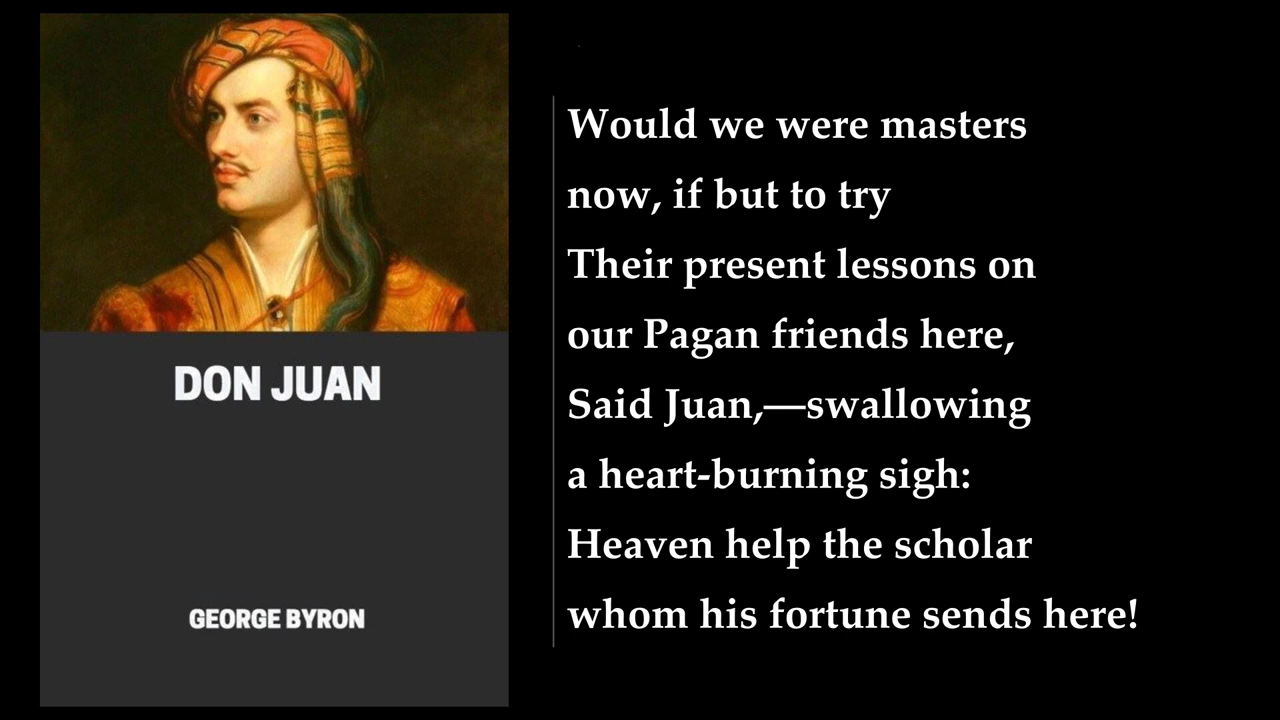 DON JUAN
GEORGE BYRON
Would we were masters
now, if but to try
Their present lessons on
our Pagan friends here,
Said Juan,—swallowing
a heart-burning sigh:
Heaven help the scholar
whom his fortune sends here!